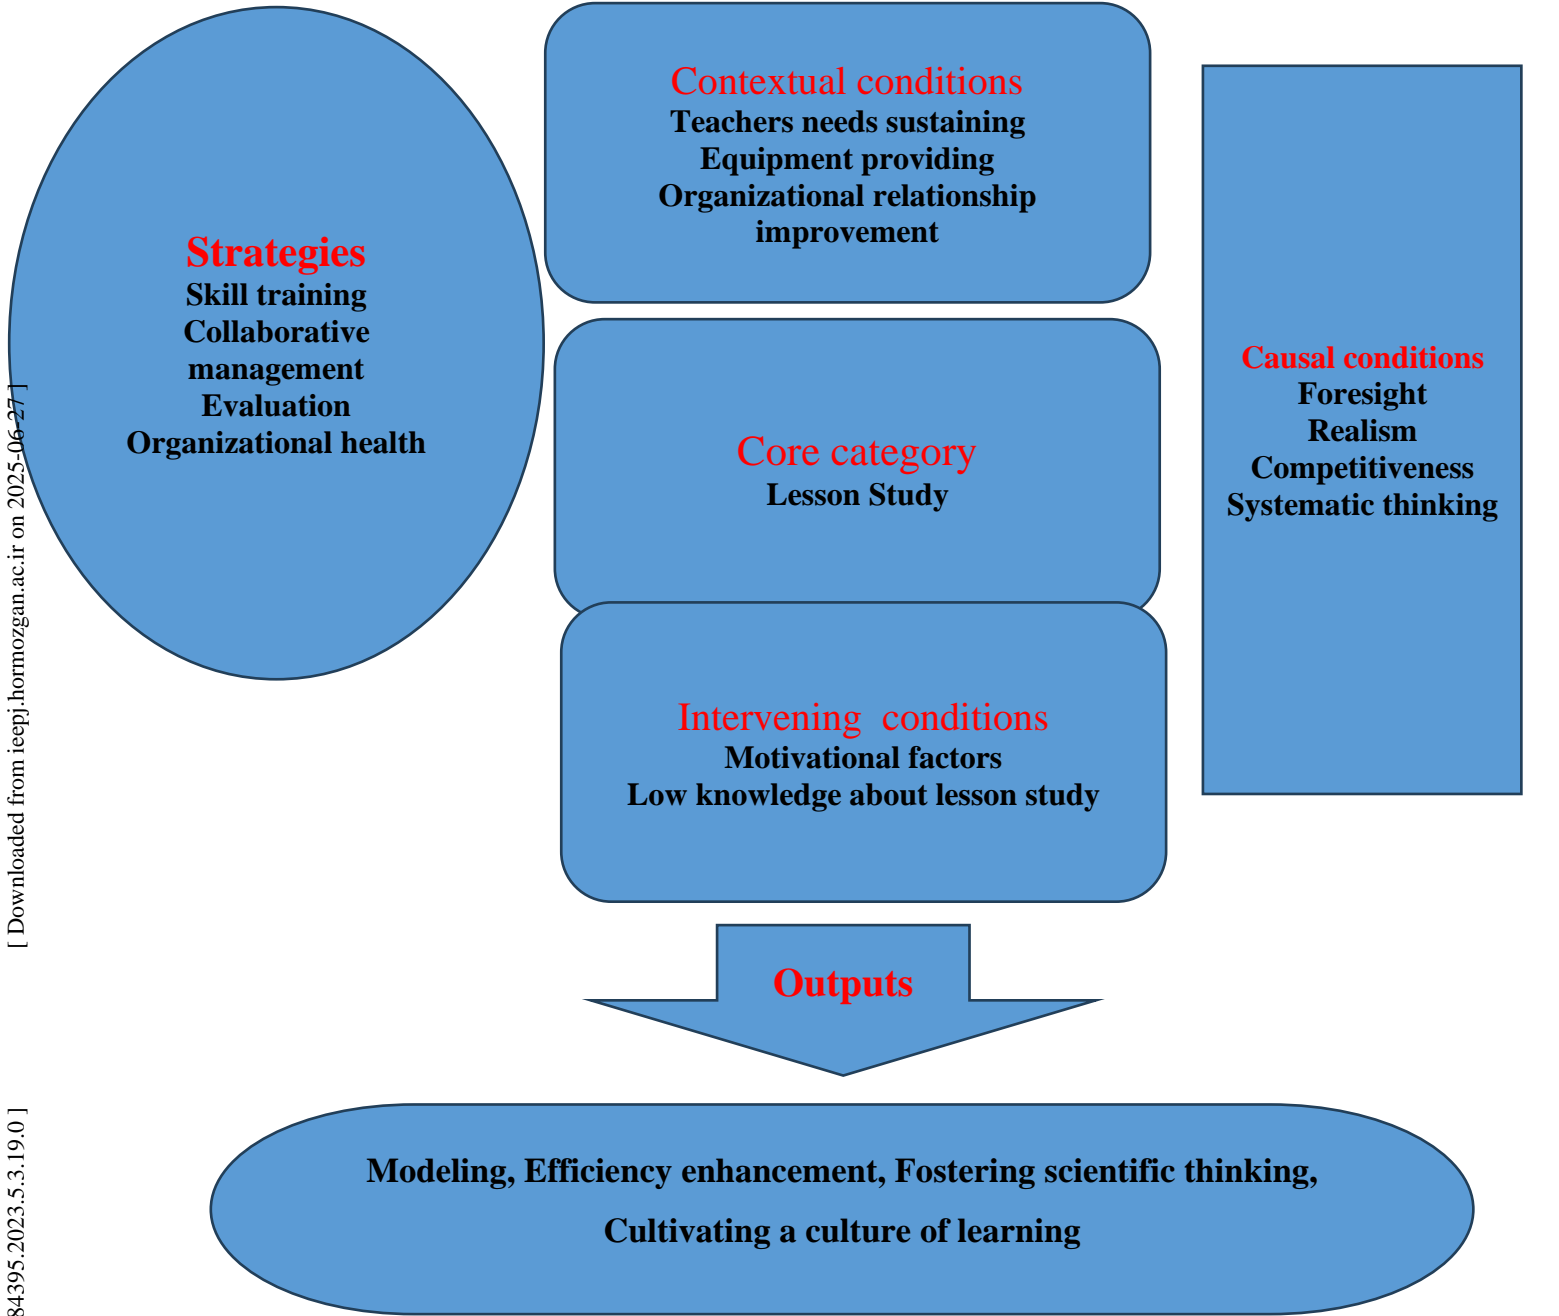 Strategies
Skill training
Collaborative
management
Evaluation
Organizational health
Contextual conditions
Teachers needs sustaining
Equipment providing
Organizational relationship
improvement
Core category
Lesson Study
Intervening  conditions
Motivational factors
Low knowledge about lesson study
Causal conditions
Foresight
Realism
Competitiveness
Systematic thinking
Outputs
Modeling, Efficiency enhancement, Fostering scientific thinking,
Cultivating a culture of learning
[ Downloaded from ieepj.hormozgan.ac.ir on 2025-06-27 ]
84395.2023.5.3.19.0 ]